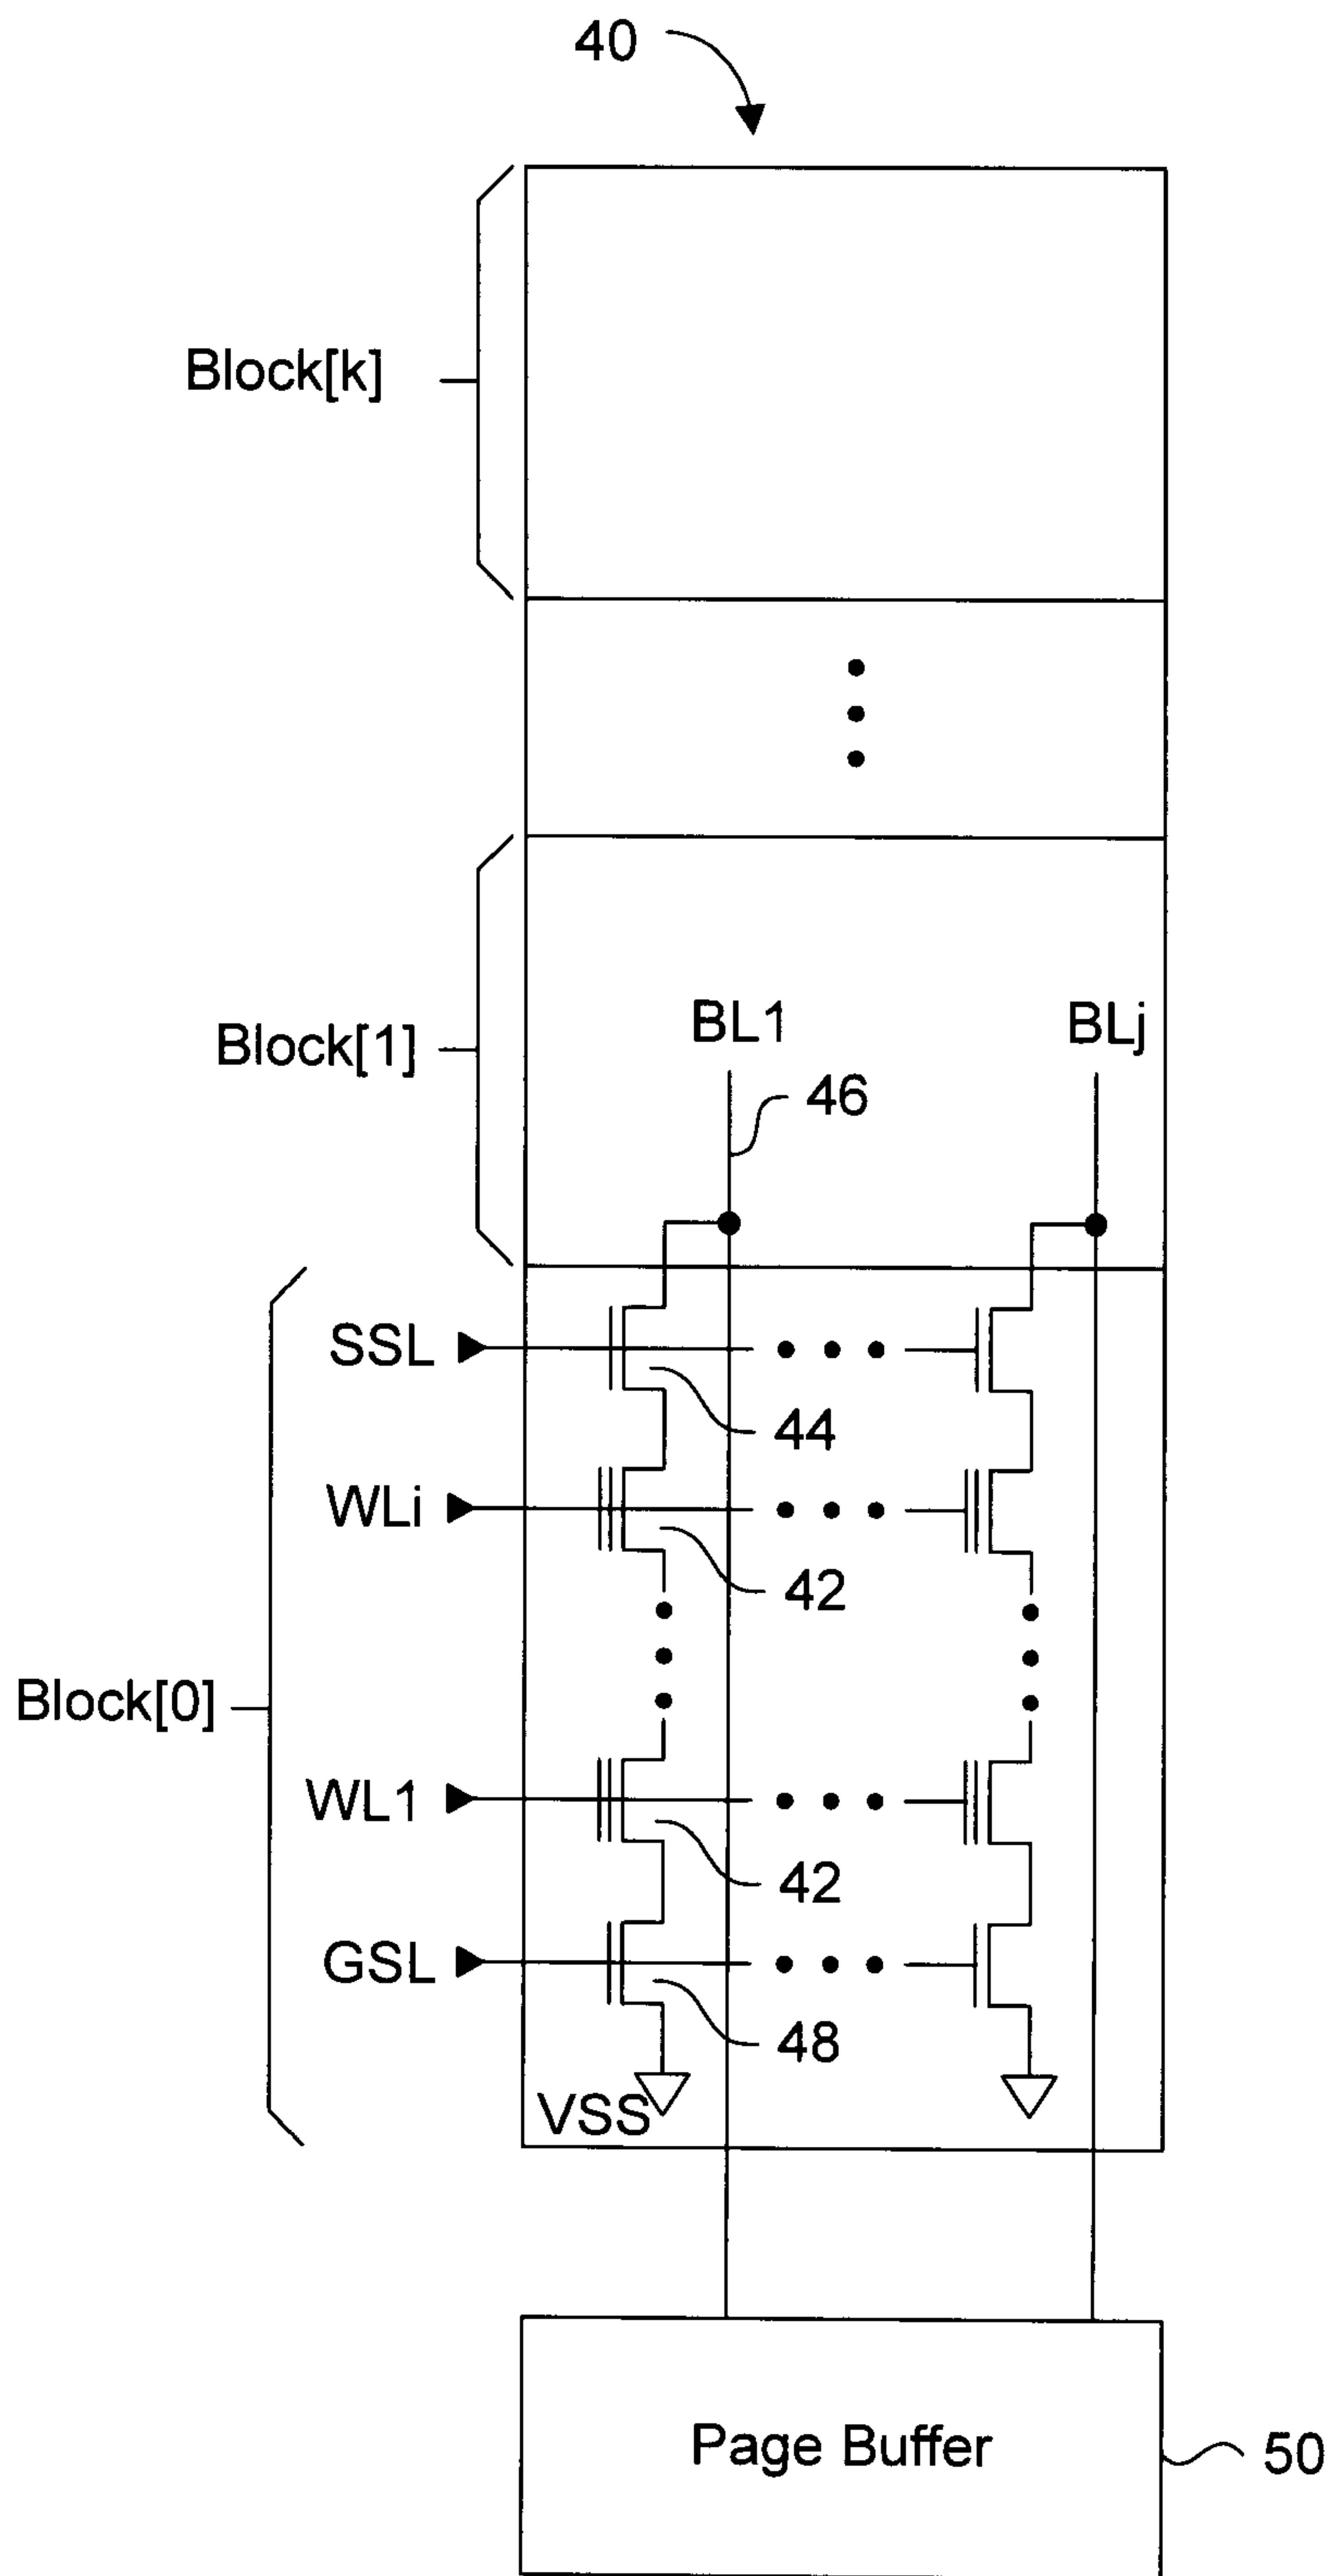 40
Block[k]
Block[1]
BL1
BLj
46
SSL
44
WLi
42
Block[0]
WL1
42
GSL
48
VSS
Page Buffer
50